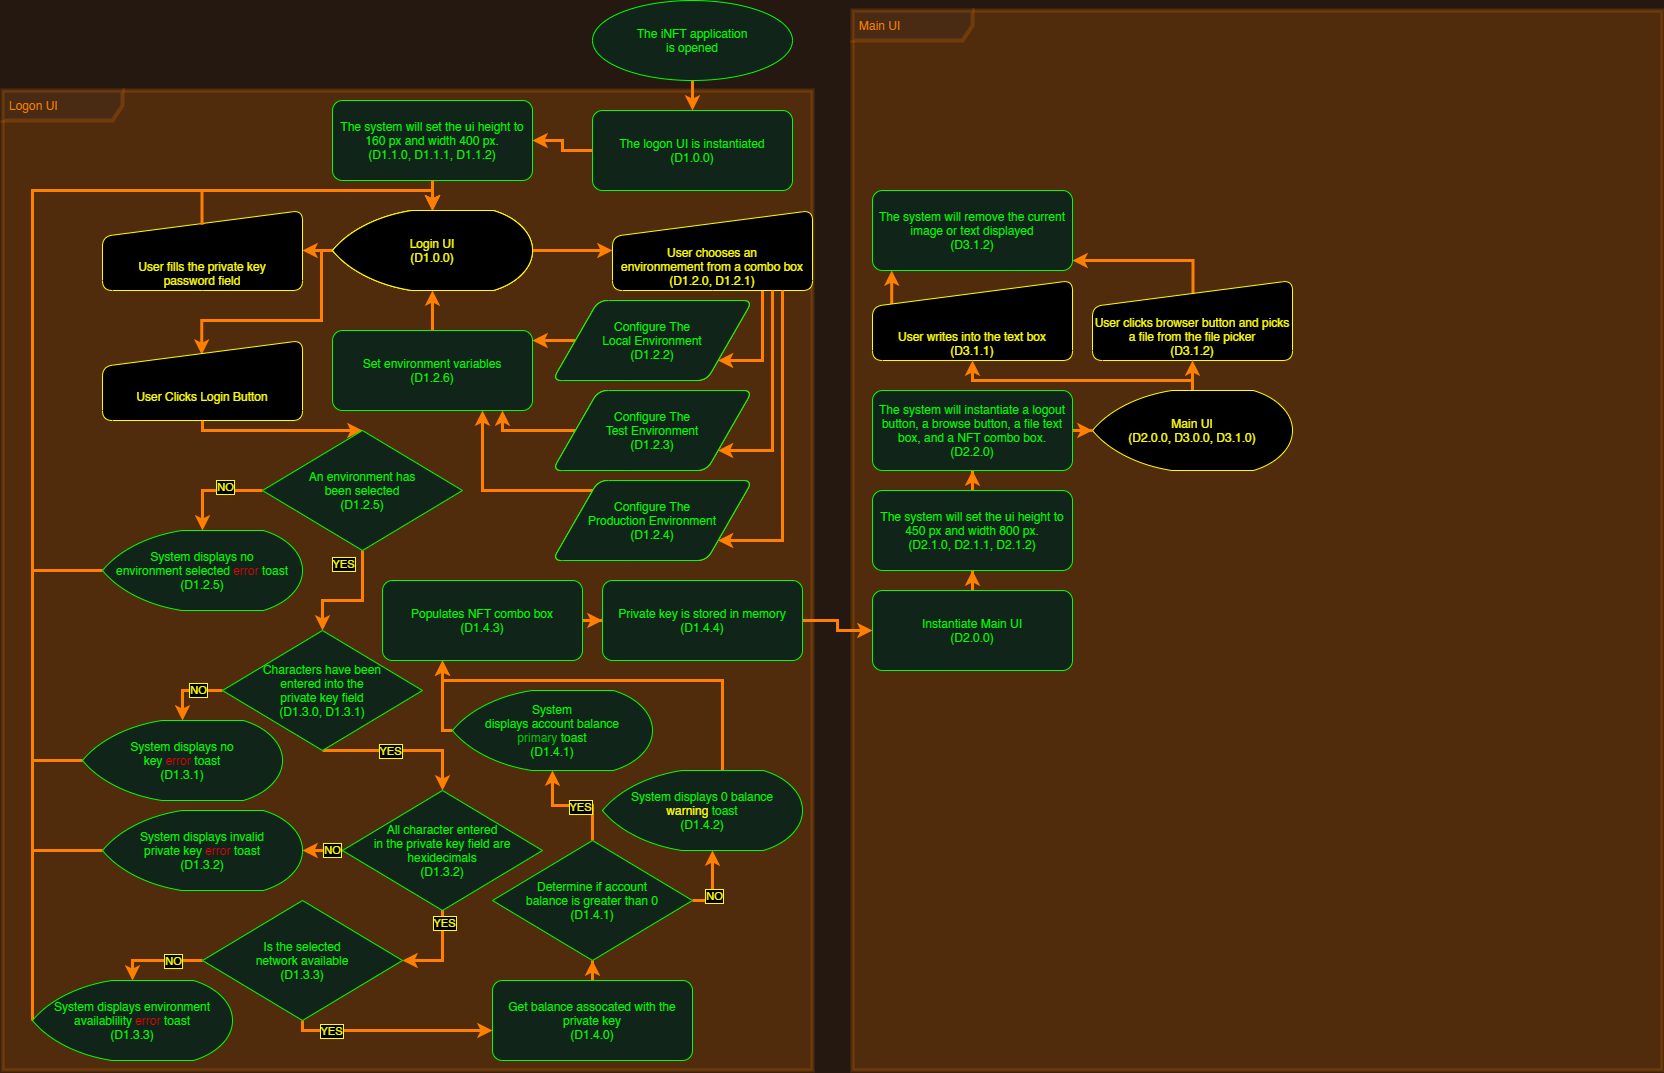 The iNFT application
is opened
Main UI
Logon UI
The system will set the ui height to
160 px and width 400 px.
(D1.1.0, D1.1.1, D1.1.2)
The logon UI is instantiated
(D1.0.0)
User fills the private key
password field
Login UI
(D1.0.0)
User chooses an
environmement from a combo box
(D1.2.0, D1.2.1)
Configure The
Local Environment
(D1.2.2)
Set environment variables
(D1.2.6)
User Clicks Login Button
Configure The
Test Environment
(D1.2.3)
An environment has
been selected
(D1.2.5)
NO
Configure The
Production Environment
(D1.2.4)
System displays no
environment selected error toast
(D1.2.5)
YES
Populates NFT combo box
(D1.4.3)
Private key is stored in memory
(D1.4.4)
Characters have been
entered into the
private key field
(D1.3.0, D1.3.1)
NO
System displays no
key error toast
(D1.3.1)
YES
System
displays account balance
primary toast
(D1.4.1)
System displays 0 balance
warning toast
(D1.4.2)
YES
System displays invalid
private key error toast
(D1.3.2)
NO
All character entered
in the private key field are
hexidecimals
(D1.3.2)
Determine if account
balance is greater than 0
(D1.4.1)
NO
YES
Is the selected
network available
(D1.3.3)
NO
System displays environment
availablility error toast
(D1.3.3)
YES
Get balance assocated with the
private key
(D1.4.0)
The system will remove the current
image or text displayed
(D3.1.2)
User writes into the text box
(D3.1.1)
User clicks browser button and picks
a file from the file picker
(D3.1.2)
The system will instantiate a logout
button, a browse button, a file text
box, and a NFT combo box.
(D2.2.0)
Main UI
(D2.0.0, D3.0.0, D3.1.0)
The system will set the ui height to
450 px and width 800 px.
(D2.1.0, D2.1.1, D2.1.2)
Instantiate Main UI
(D2.0.0)